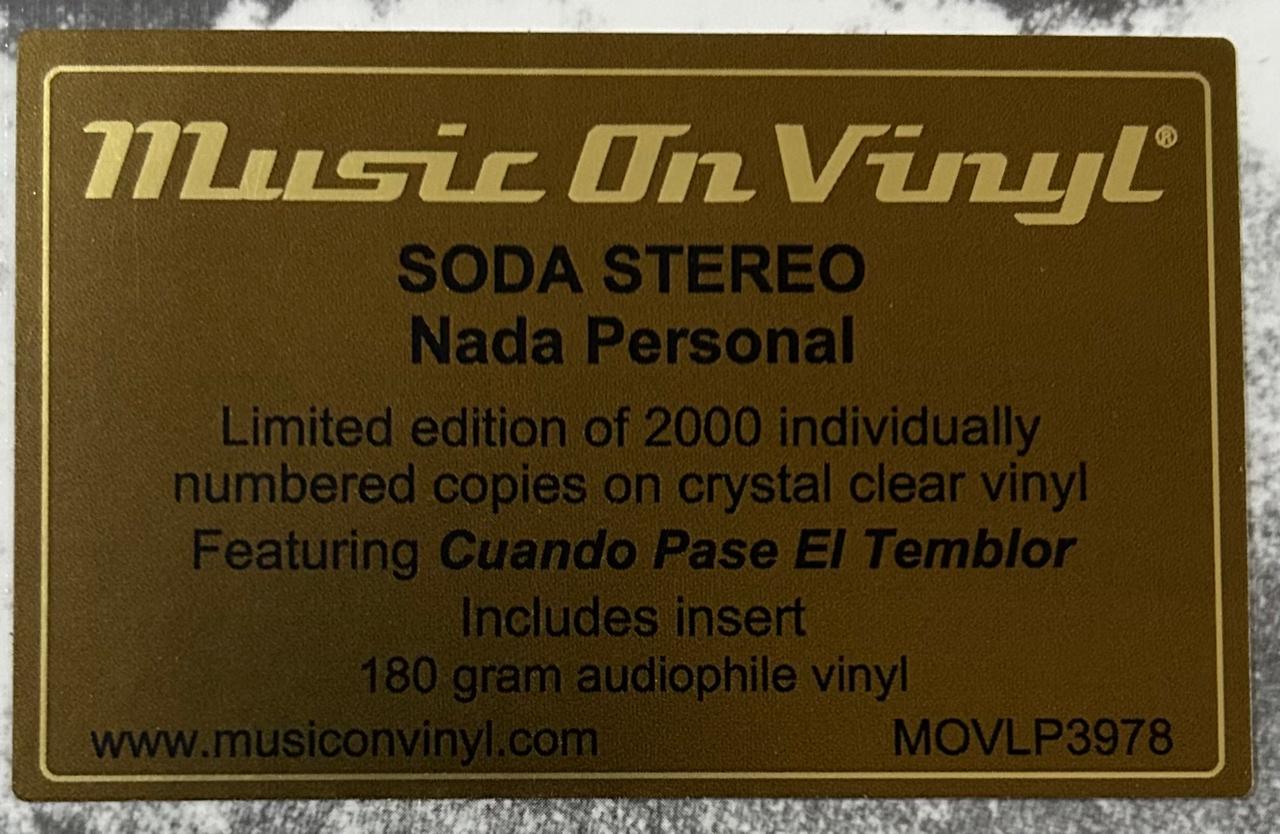 Music On Vinyl®
SODA STEREO
Nada Personal
Limited edition of 2000 individually
numbered copies on crystal clear vinyl
Featuring Cuando Pase El Temblor
Includes insert
180 gram audiophile vinyl
www.musiconvinyl.com MOVLP3978